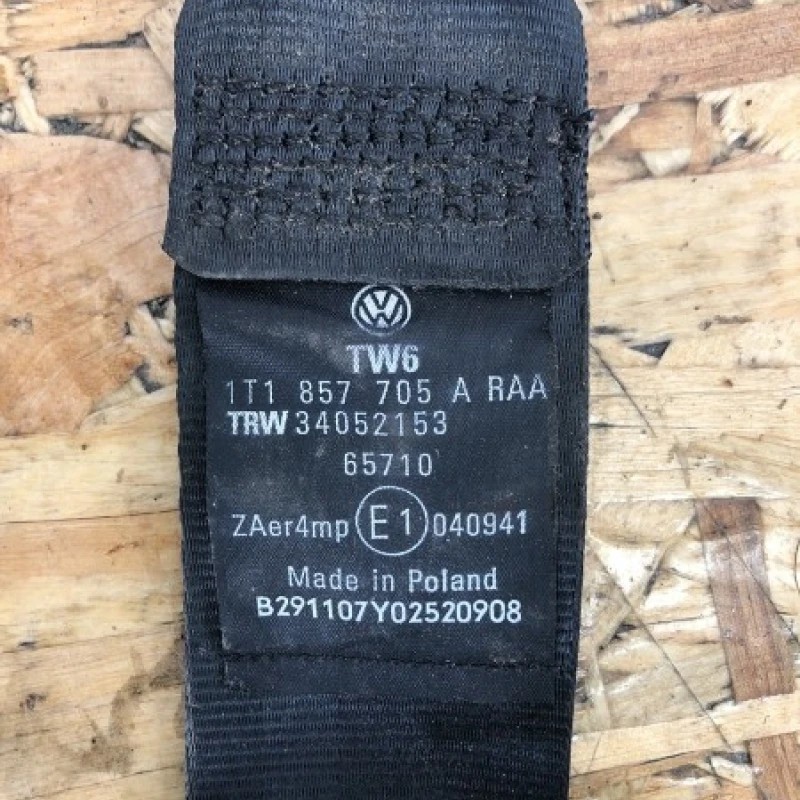 TW6
1T1 857 705 A RAA
TRW 34052153
65710
ZAer4mp E1 040941
Made in Poland
B291107Y02520908